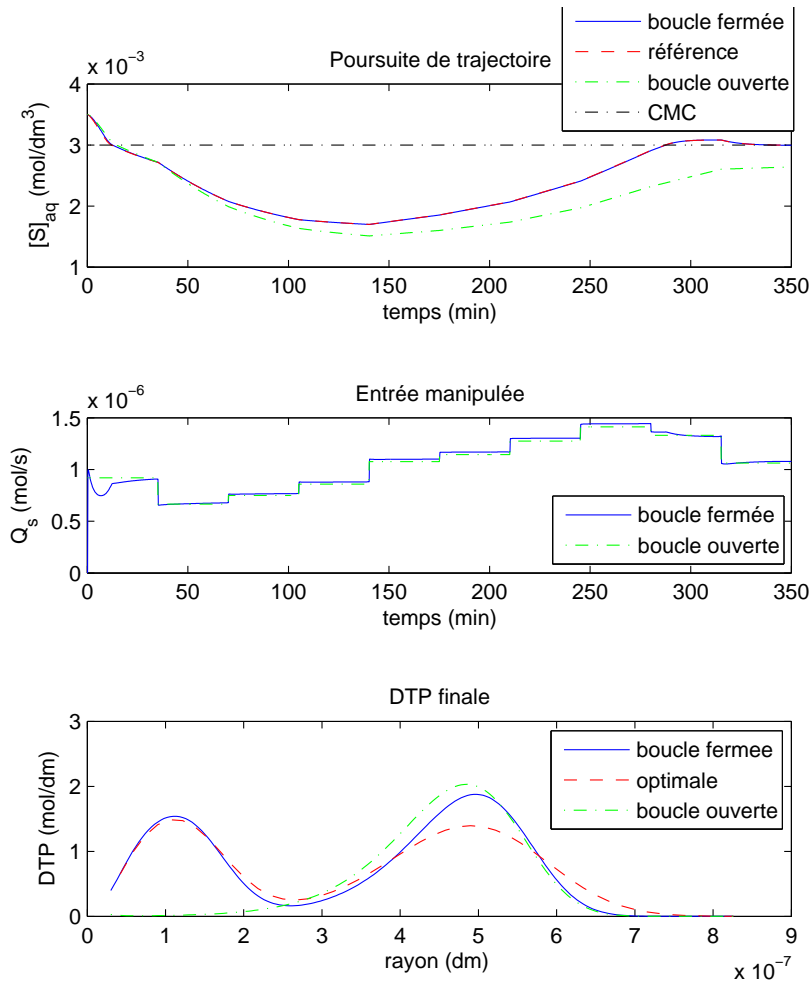 boucle fermée
référence
boucle ouverte
CMC
x 10⁻³
Poursuite de trajectoire
4
3
2
1
[S]aq (mol/dm³)
0 50 100 150 200 250 300 350
temps (min)
x 10⁻⁶
Entrée manipulée
1.5
1
0.5
0
Qs (mol/s)
boucle fermée
boucle ouverte
0 50 100 150 200 250 300 350
temps (min)
DTP finale
3
2
1
0
DTP (mol/dm)
boucle fermee
optimale
boucle ouverte
0 1 2 3 4 5 6 7 8 9
rayon (dm)
x 10⁻⁷